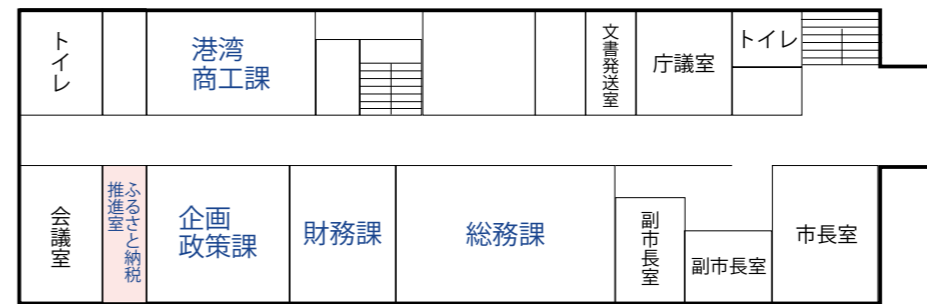 トイレ
港湾
商工課
文書発送室
庁議室
トイレ
会議室
ふるさと納税
推進室
企画
政策課
財務課
総務課
副市長室
副市長室
市長室